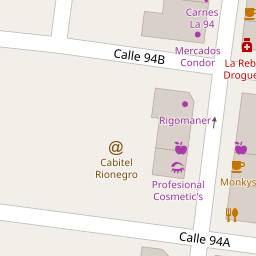 Carnes
La 94
Calle 94B
Mercados
Condor
La Reb
Drogue
Rigomaner
@
Cabitel
Rionegro
Profesional
Cosmetic's
Monkys
Calle 94A